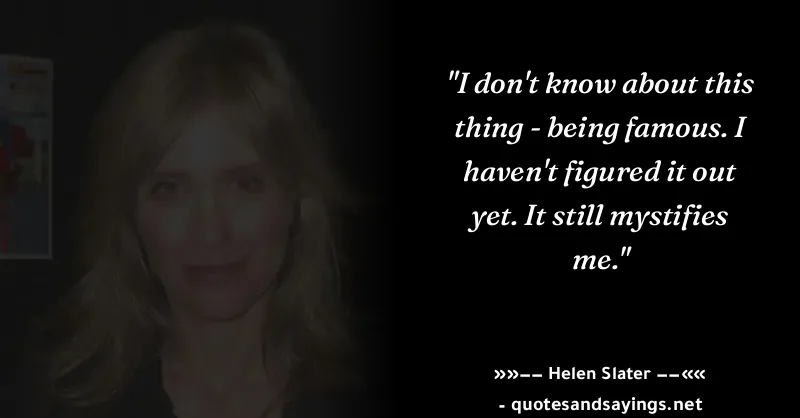 "I don't know about this
thing - being famous. I
haven't figured it out
yet. It still mystifies
me."
»»−− Helen Slater −−««
- quotesandsayings.net